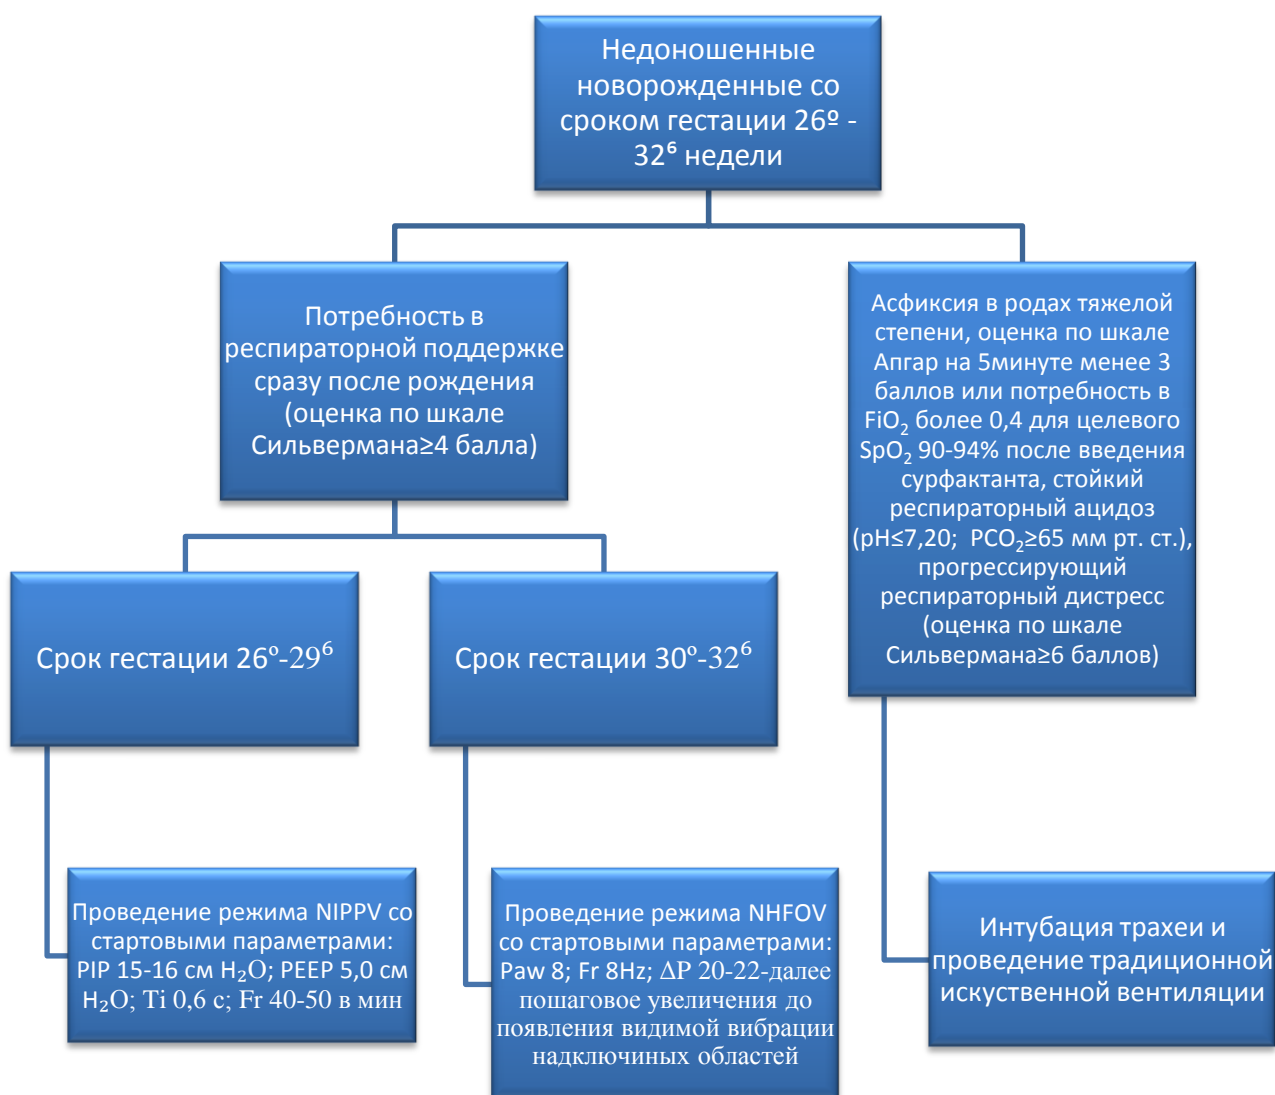 Недоношенные
новорожденные со
сроком гестации 26º -
32⁶ недели
Потребность в
респираторной поддержке
сразу после рождения
(оценка по шкале
Сильвермана≥4 балла)
Асфиксия в родах тяжелой
степени, оценка по шкале
Апгар на 5минуте менее 3
баллов или потребность в
FiO₂ более 0,4 для целевого
SpO₂ 90-94% после введения
сурфактанта, стойкий
респираторный ацидоз
(pH≤7,20; PCO₂≥65 мм рт. ст.),
прогрессирующий
респираторный дистресс
(оценка по шкале
Сильвермана≥6 баллов)
Срок гестации 26º-29⁶
Срок гестации 30º-32⁶
Проведение режима NIPPV со
стартовыми параметрами:
PIP 15-16 см H₂O; PEEP 5,0 см
H₂O; Ti 0,6 с; Fr 40-50 в мин
Проведение режима NHFOV
со стартовыми параметрами:
Paw 8; Fr 8Hz; ΔP 20-22-далее
пошаговое увеличения до
появления видимой вибрации
надключиных областей
Интубация трахеи и
проведение традиционной
искуственной вентиляции